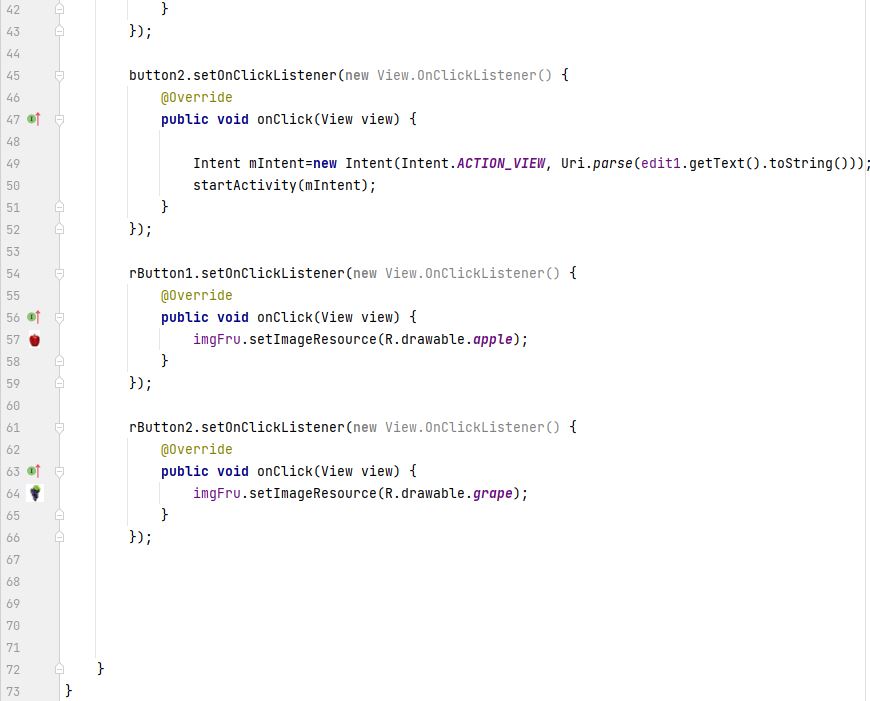 42                 }
43             });
44
45             button2.setOnClickListener(new View.OnClickListener() {
46                 @Override
47                 public void onClick(View view) {
48
49                     Intent mIntent=new Intent(Intent.ACTION_VIEW, Uri.parse(edit1.getText().toString()));
50                     startActivity(mIntent);
51                 }
52             });
53
54             rButton1.setOnClickListener(new View.OnClickListener() {
55                 @Override
56                 public void onClick(View view) {
57                     imgFru.setImageResource(R.drawable.apple);
58                 }
59             });
60
61             rButton2.setOnClickListener(new View.OnClickListener() {
62                 @Override
63                 public void onClick(View view) {
64                     imgFru.setImageResource(R.drawable.grape);
65                 }
66             });
67
68
69
70
71
72         }
73     }